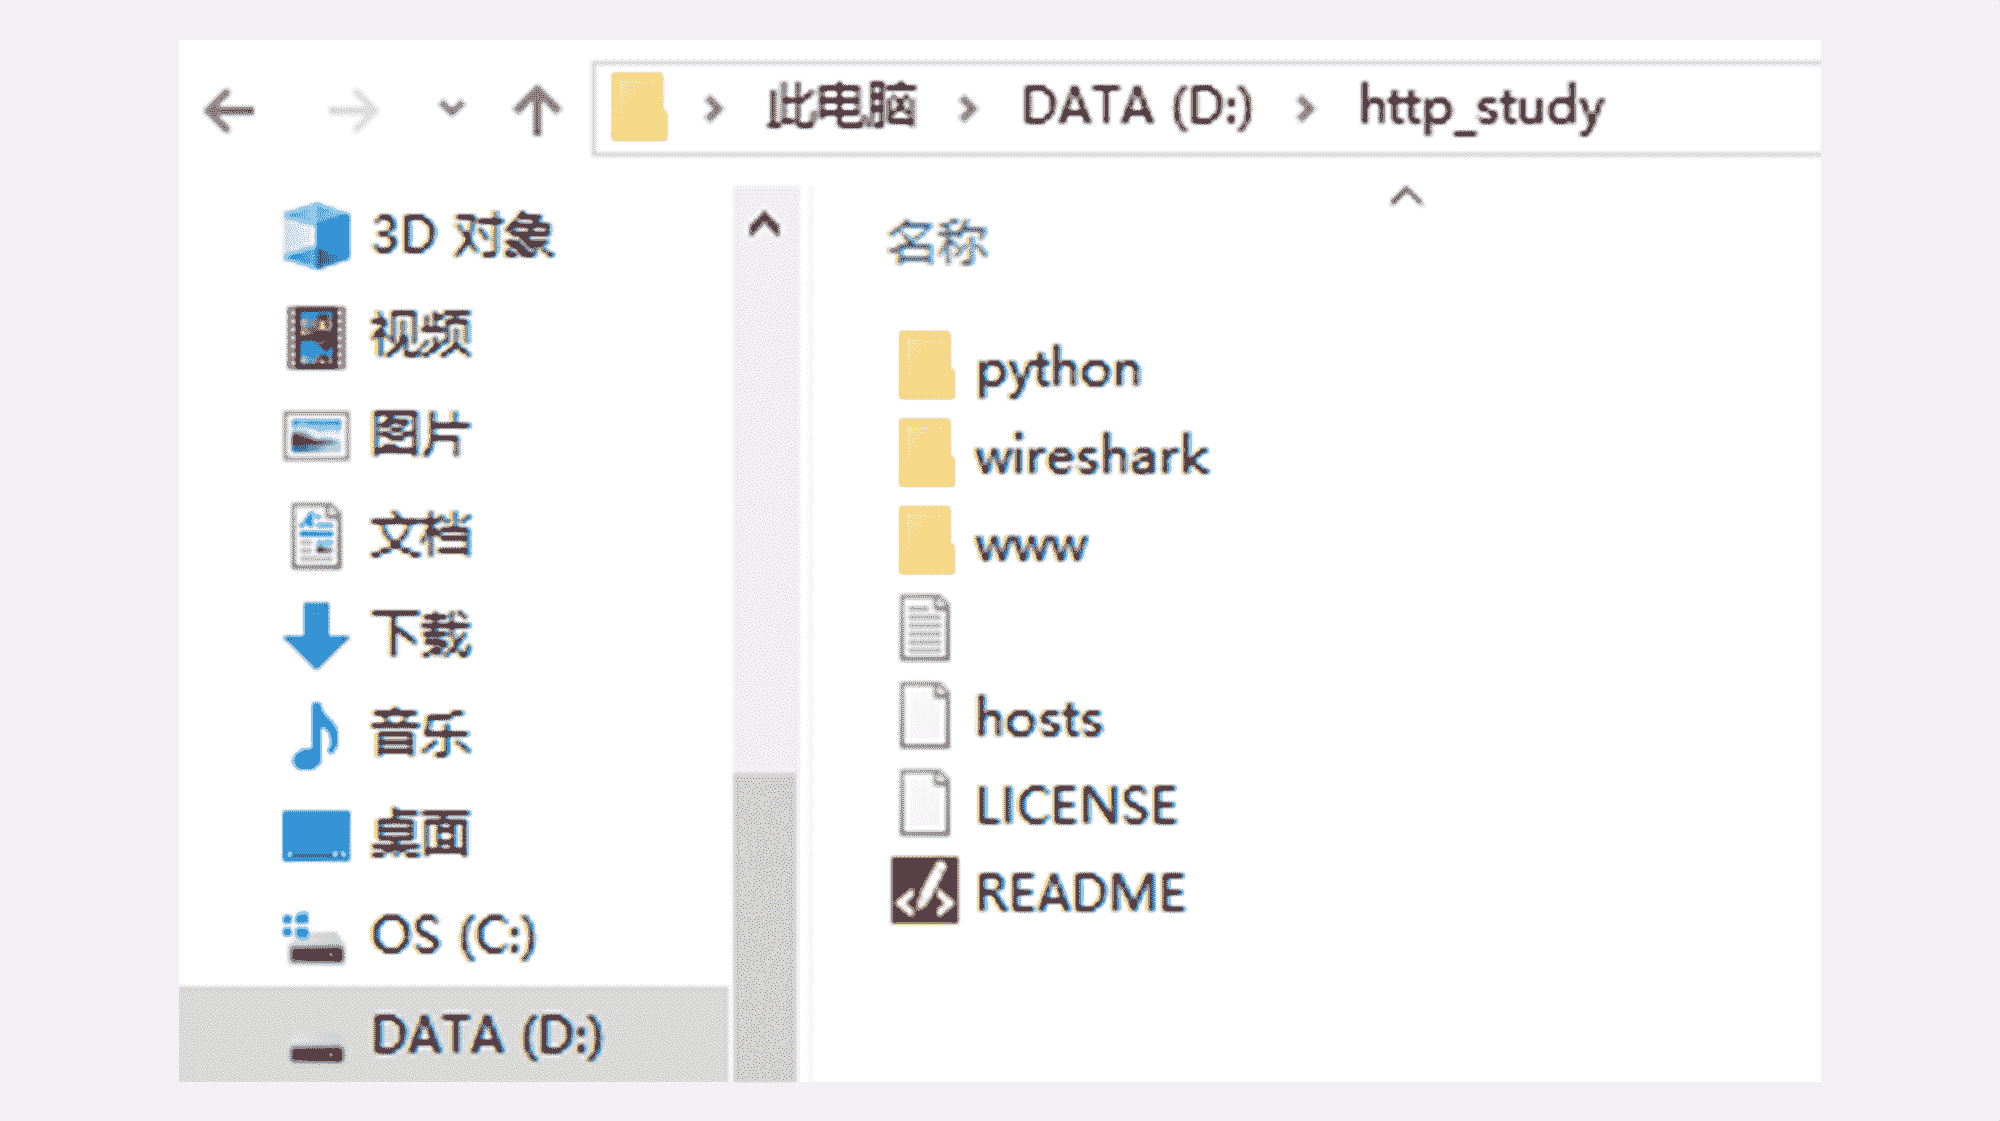 此电脑 > DATA (D:) > http_study
3D 对象
视频
图片
文档
下载
音乐
桌面
OS (C:)
DATA (D:)
名称
python
wireshark
www
hosts
LICENSE
README